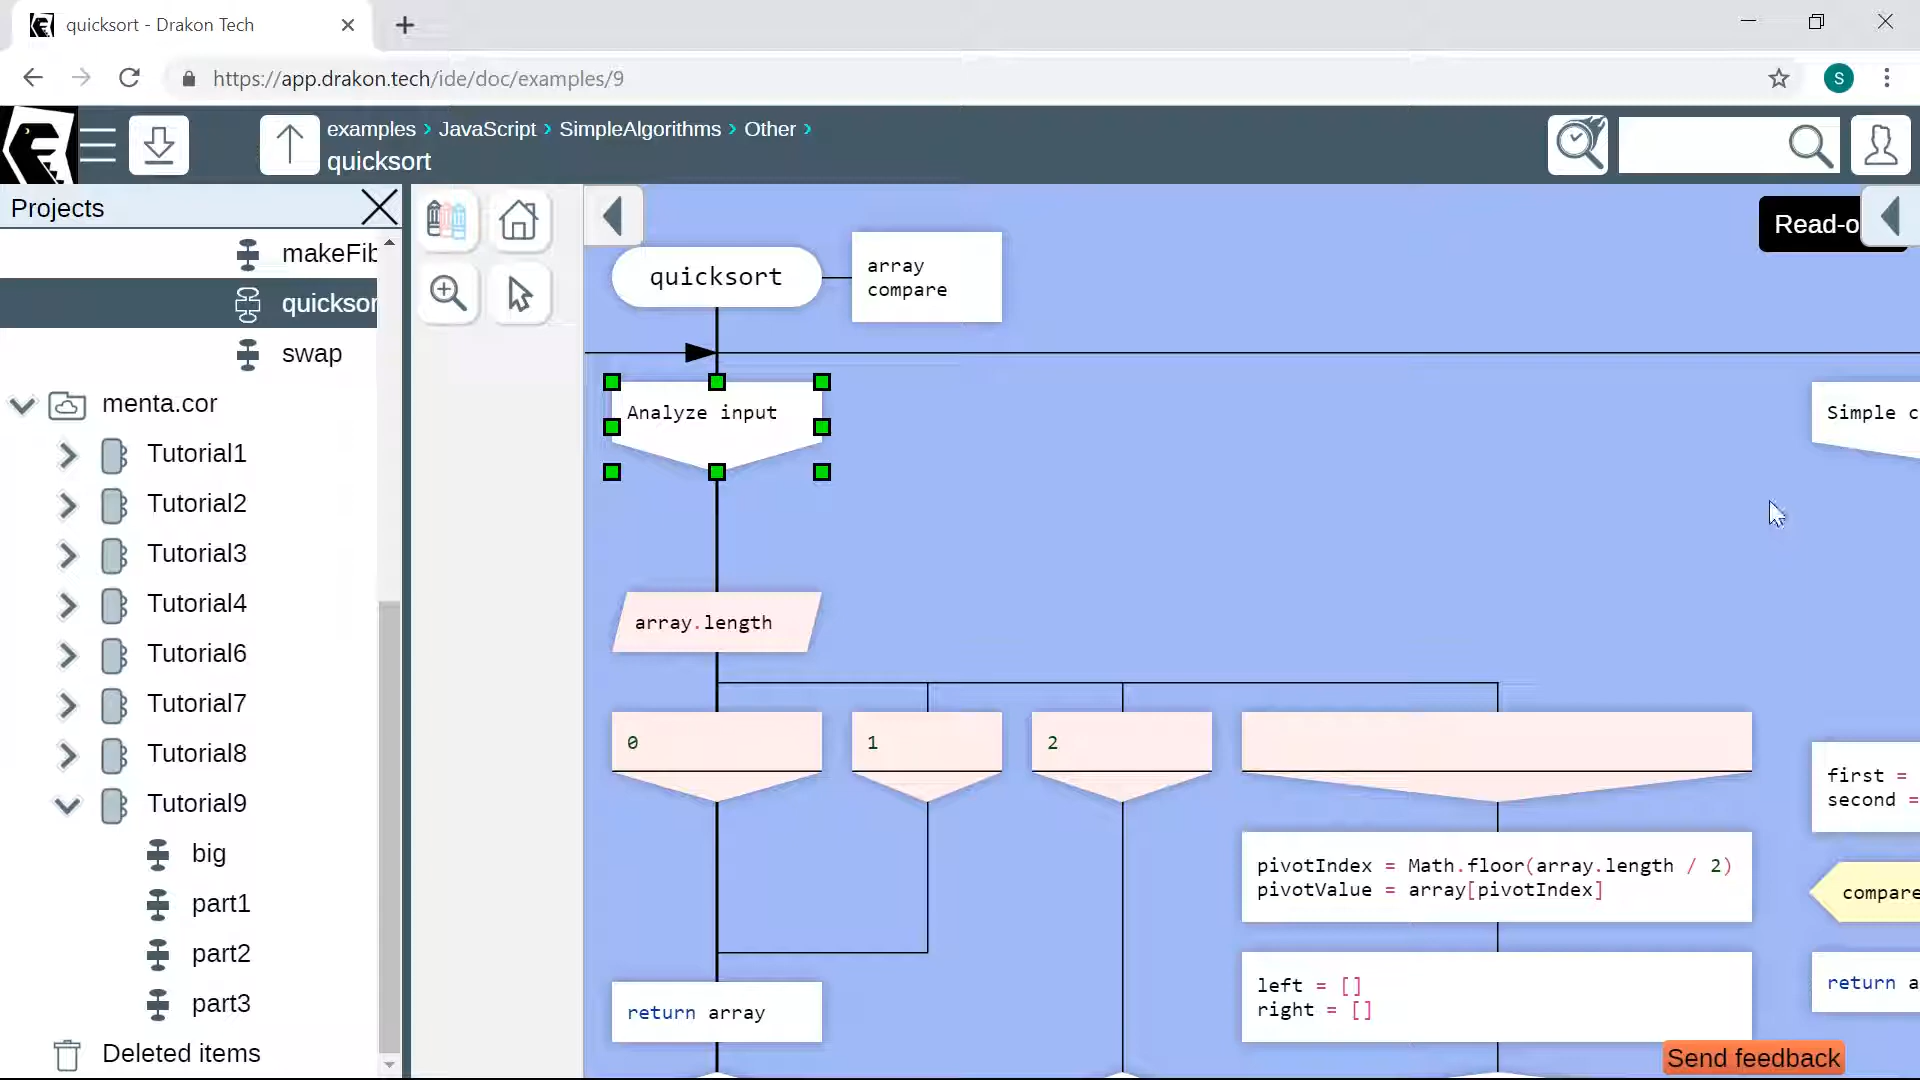 quicksort - Drakon Tech
https://app.drakon.tech/ide/doc/examples/9
S
examples › JavaScript › SimpleAlgorithms › Other ›
quicksort
Projects
makeFib
quicksor
swap
menta.cor
Tutorial1
Tutorial2
Tutorial3
Tutorial4
Tutorial6
Tutorial7
Tutorial8
Tutorial9
big
part1
part2
part3
Deleted items
Read-o
quicksort
array
compare
Analyze input
Simple c
array.length
0
1
2
first =
second =
pivotIndex = Math.floor(array.length / 2)
pivotValue = array[pivotIndex]
compare
left = []
right = []
return a
return array
Send feedback